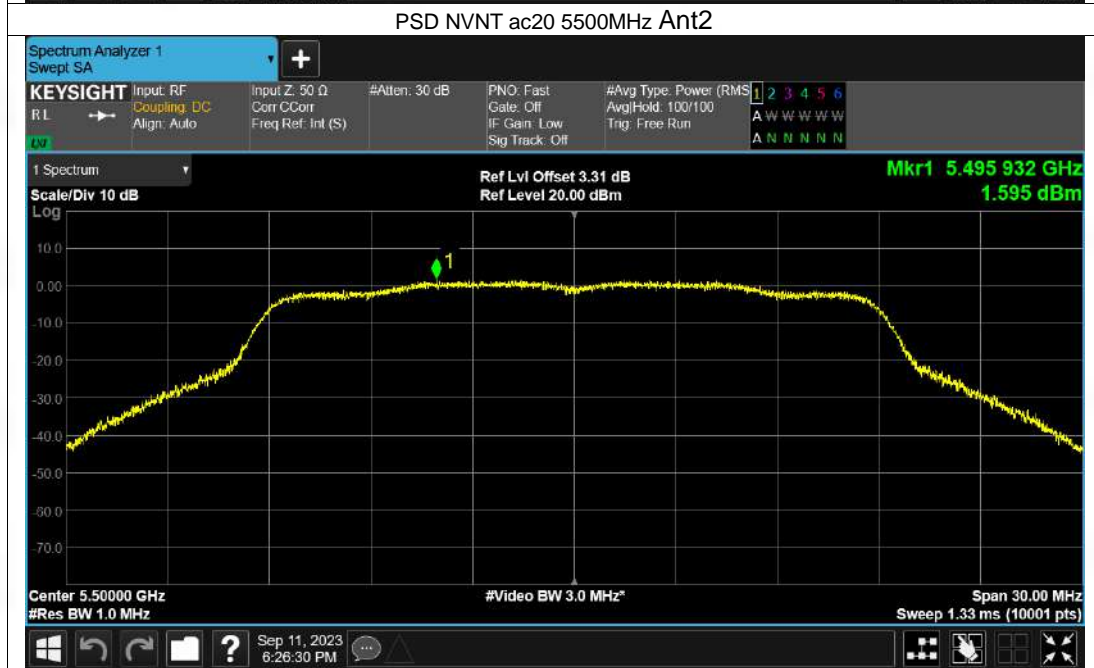 PSD NVNT ac20 5500MHz Ant2
Spectrum Analyzer 1
Swept SA
+
KEYSIGHT Input: RF Input Z: 50 Ω #Atten: 30 dB PNO: Fast #Avg Type: Power (RMS 1 2 3 4 5 6
RL Coupling: DC Corr CCorr Gate: Off Avg|Hold: 100/100 A W W W W W
Align: Auto Freq Ref: Int (S) IF Gain: Low Trig: Free Run
Sig Track: Off A N N N N N
1 Spectrum Ref Lvl Offset 3.31 dB Mkr1 5.495 932 GHz
Scale/Div 10 dB Ref Level 20.00 dBm 1.595 dBm
Log
10.0
1
0.00
-10.0
-20.0
-30.0
-40.0
-50.0
-60.0
-70.0
Center 5.50000 GHz #Video BW 3.0 MHz* Span 30.00 MHz
#Res BW 1.0 MHz Sweep 1.33 ms (10001 pts)
? Sep 11, 2023
6:26:30 PM